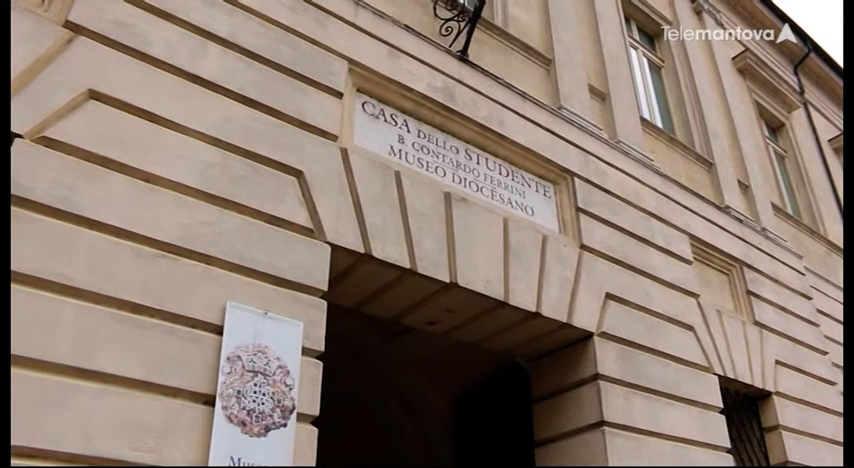 Telemantova
CASA DELLO STUDENTE
B. CONTARDO FERRINI
MUSEO DIOCESANO